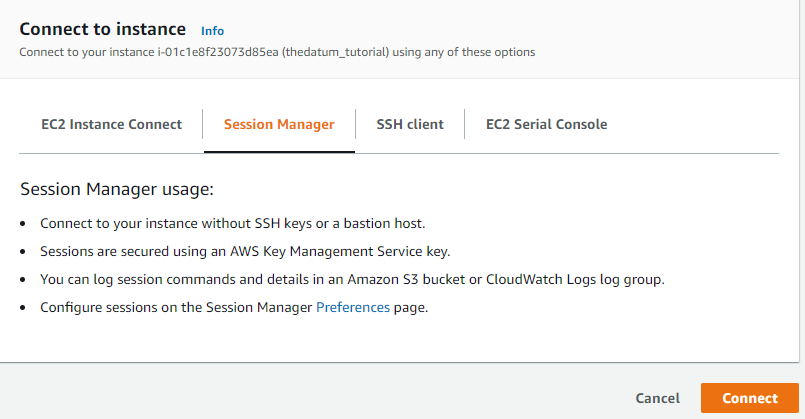 Connect to instance Info
Connect to your instance i-01c1e8f23073d85ea (thedatum_tutorial) using any of these options
EC2 Instance Connect
Session Manager
SSH client
EC2 Serial Console
Session Manager usage:
• Connect to your instance without SSH keys or a bastion host.
• Sessions are secured using an AWS Key Management Service key.
• You can log session commands and details in an Amazon S3 bucket or CloudWatch Logs log group.
• Configure sessions on the Session Manager Preferences page.
Cancel
Connect